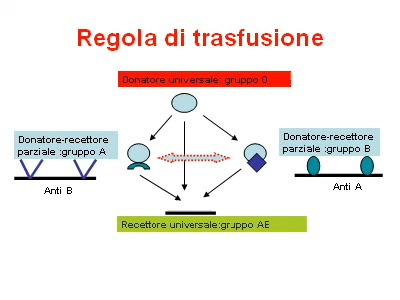 Regola di trasfusione
Donatore universale: gruppo 0
Donatore-recettore
parziale :gruppo A
Donatore-recettore
parziale :gruppo B
Anti B
Anti A
Recettore universale:gruppo AE